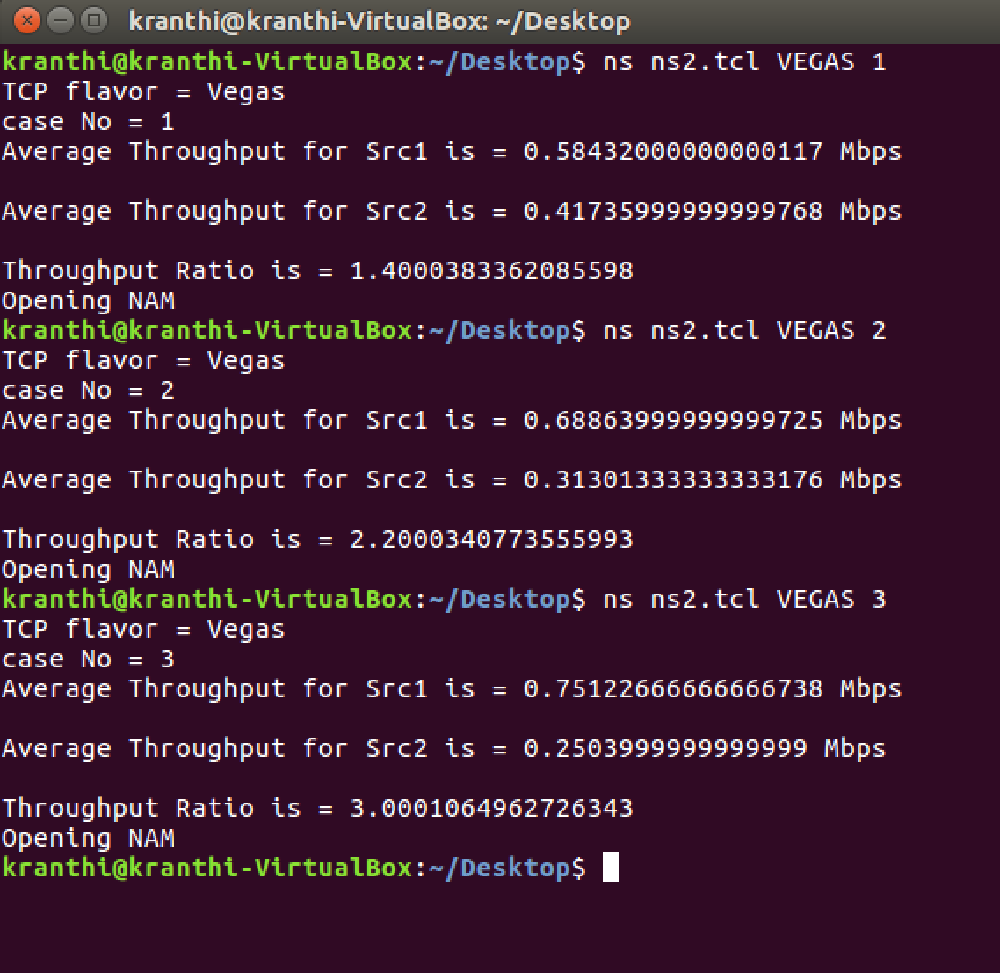 kranthi@kranthi-VirtualBox: ~/Desktop
kranthi@kranthi-VirtualBox:~/Desktop$ ns ns2.tcl VEGAS 1
TCP flavor = Vegas
case No = 1
Average Throughput for Src1 is = 0.58432000000000117 Mbps
Average Throughput for Src2 is = 0.41735999999999768 Mbps
Throughput Ratio is = 1.4000383362085598
Opening NAM
kranthi@kranthi-VirtualBox:~/Desktop$ ns ns2.tcl VEGAS 2
TCP flavor = Vegas
case No = 2
Average Throughput for Src1 is = 0.68863999999999725 Mbps
Average Throughput for Src2 is = 0.31301333333333176 Mbps
Throughput Ratio is = 2.2000340773555993
Opening NAM
kranthi@kranthi-VirtualBox:~/Desktop$ ns ns2.tcl VEGAS 3
TCP flavor = Vegas
case No = 3
Average Throughput for Src1 is = 0.75122666666666738 Mbps
Average Throughput for Src2 is = 0.2503999999999999 Mbps
Throughput Ratio is = 3.0001064962726343
Opening NAM
kranthi@kranthi-VirtualBox:~/Desktop$